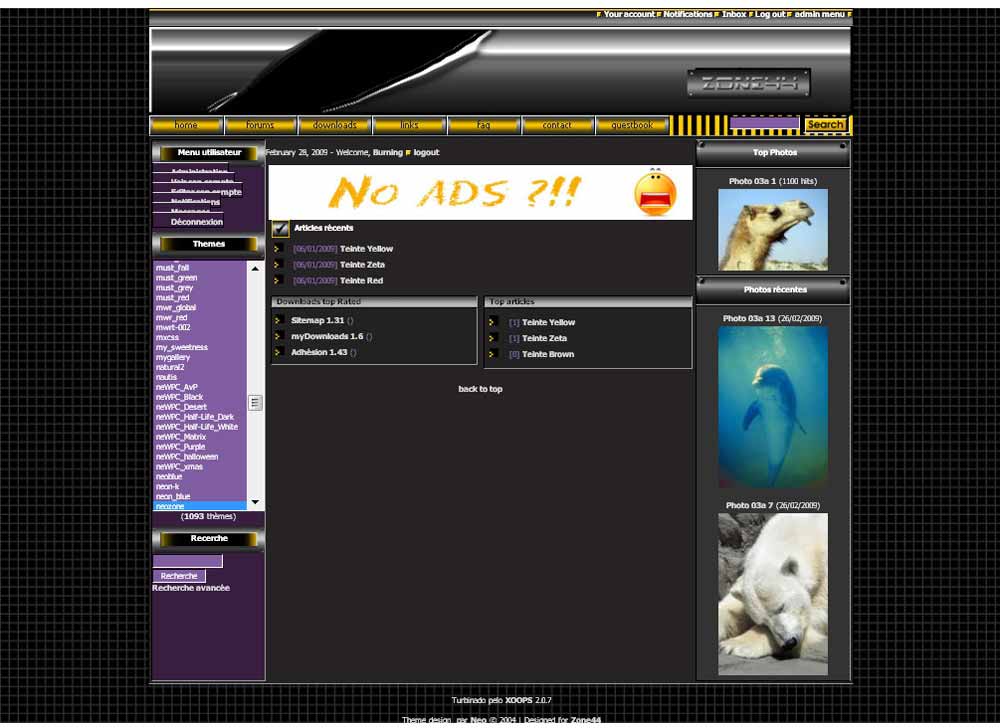 Your account Notifications Inbox Log out admin menu
ZONE44
home forums downloads links faq contact guestbook Search
Menu utilisateur
Administration
Voir son compte
Editer son compte
Notifications
Messages
Déconnexion
Themes
must_fall
must_green
must_grey
must_red
mwr_global
mwr_red
mwrt-002
mxcss
my_sweetness
mygallery
natural2
nautis
neWPC_AvP
neWPC_Black
neWPC_Desert
neWPC_Half-Life_Dark
neWPC_Half-Life_White
neWPC_Matrix
neWPC_Purple
neWPC_halloween
neWPC_xmas
neoblue
neon-k
neon_blue
neozone
(1093 thèmes)
Recerche
Recherche
Recherche avancée
February 28, 2009 - Welcome, Burning logout
No ADS ?!!
Articles récents
[06/01/2009] Teinte Yellow
[06/01/2009] Teinte Zeta
[06/01/2009] Teinte Red
Downloads top Rated
Sitemap 1.31 ()
myDownloads 1.6 ()
Adhésion 1.43 ()
Top articles
[1] Teinte Yellow
[1] Teinte Zeta
[0] Teinte Brown
back to top
Top Photos
Photo 03a 1 (1100 hits)
Photos récentes
Photo 03a 13 (26/02/2009)
Photo 03a 7 (26/02/2009)
Turbinado pelo XOOPS 2.0.7
Theme design par Neo © 2004 | Designed for Zone44